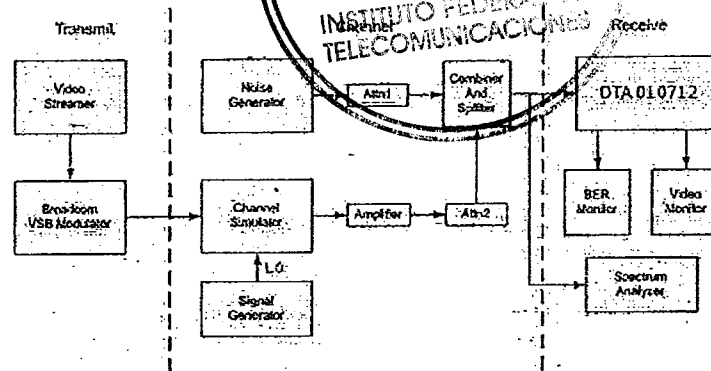 Transmit
Channel
Receive
INSTITUTO FEDERAL
TELECOMUNICACIONES
Video
Streamer
Noise
Generator
Attn1
Combiner
And
Splitter
DTA 010712
Broadcom
VSB Modulator
Channel
Simulator
Amplifier
Attn2
BER
Monitor
Video
Monitor
LO
Signal
Generator
Spectrum
Analyzer